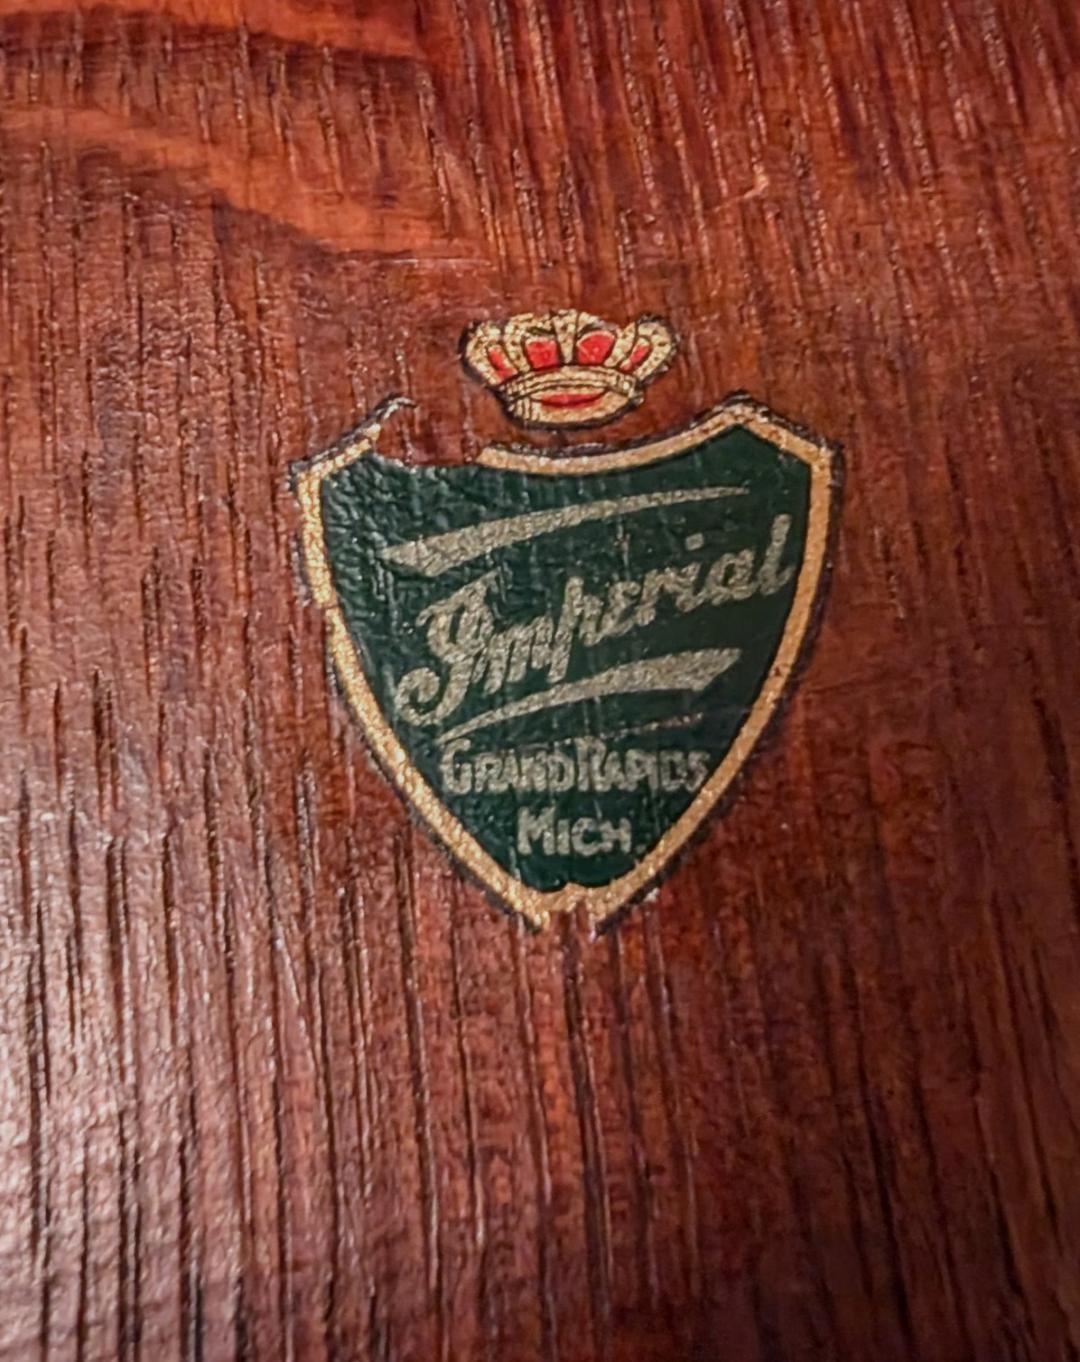 Imperial
GRAND RAPIDS
MICH.